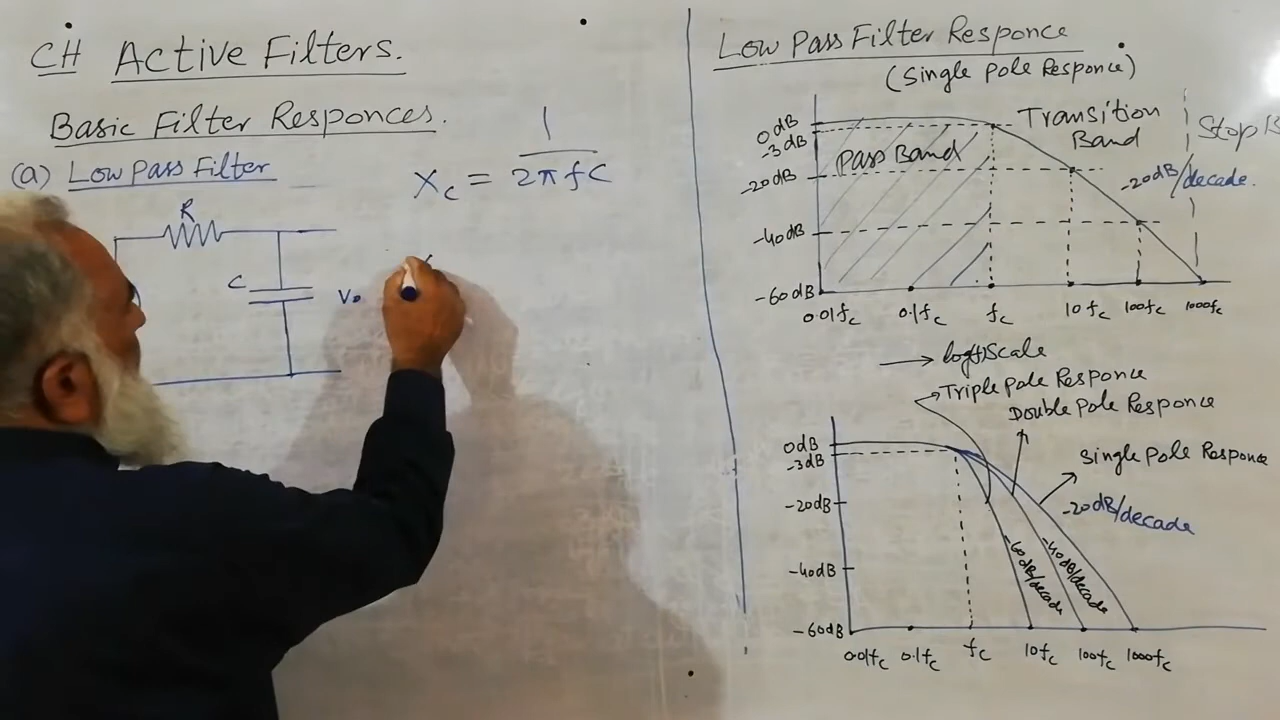 CH Active Filters.
Basic Filter Responces.
(a) Low Pass Filter
X_C = 1 / 2πfC
R
C
Vo
Low Pass Filter Responce
(Single Pole Responce)
0dB
-3dB
-20dB
-40dB
-60dB
Pass Band
Transition
Band
Stop B
-20dB/decade.
0.01fc 0.1fc fc 10fc 100fc 1000fc
Scale
Triple Pole Responce
Double Pole Responce
Single Pole Responce
-20dB/decade
0dB
-3dB
-20dB
-40dB
-60dB
-60dB/decade
-40dB/decade
0.01fc 0.1fc fc 10fc 100fc 1000fc